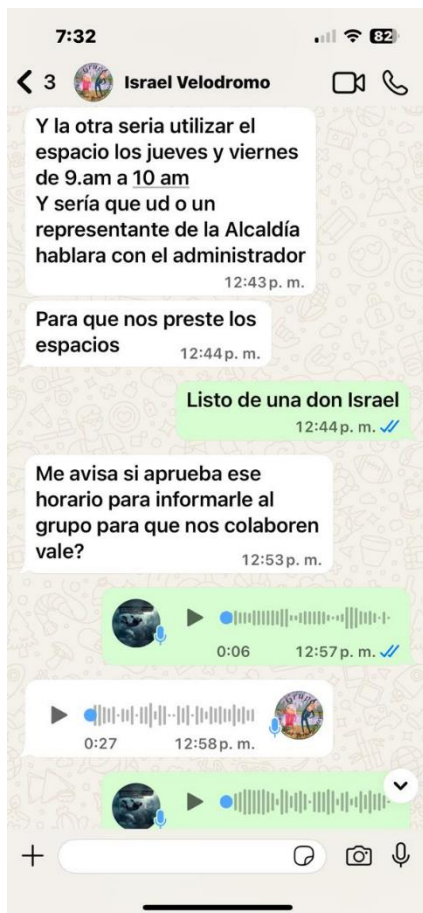 7:32
82
3 Israel Velodromo
Y la otra seria utilizar el
espacio los jueves y viernes
de 9.am a 10 am
Y sería que ud o un
representante de la Alcaldía
hablara con el administrador
12:43 p. m.
Para que nos preste los
espacios
12:44 p. m.
Listo de una don Israel
12:44 p. m.
Me avisa si aprueba ese
horario para informarle al
grupo para que nos colaboren
vale?
12:53 p. m.
0:06 12:57 p. m.
0:27 12:58 p. m.